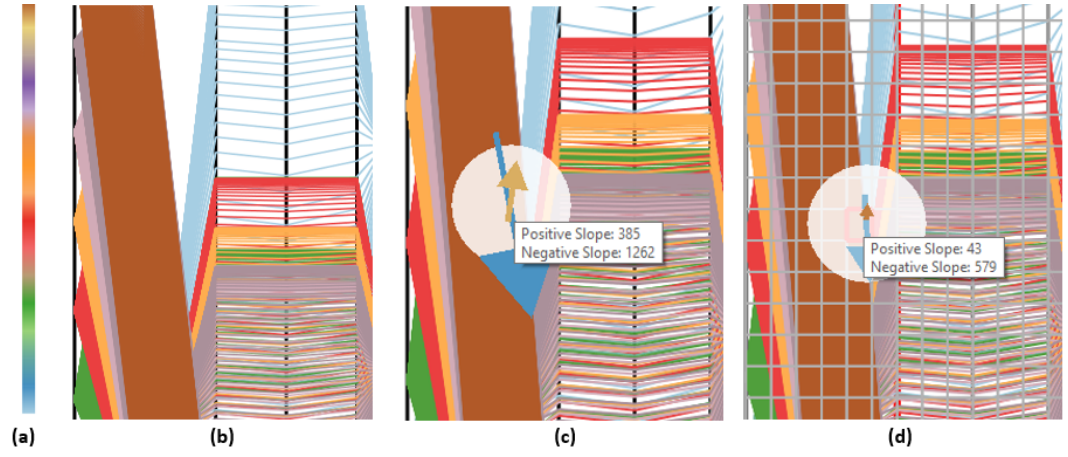 Positive Slope: 385
Negative Slope: 1262
Positive Slope: 43
Negative Slope: 579
(a)
(b)
(c)
(d)